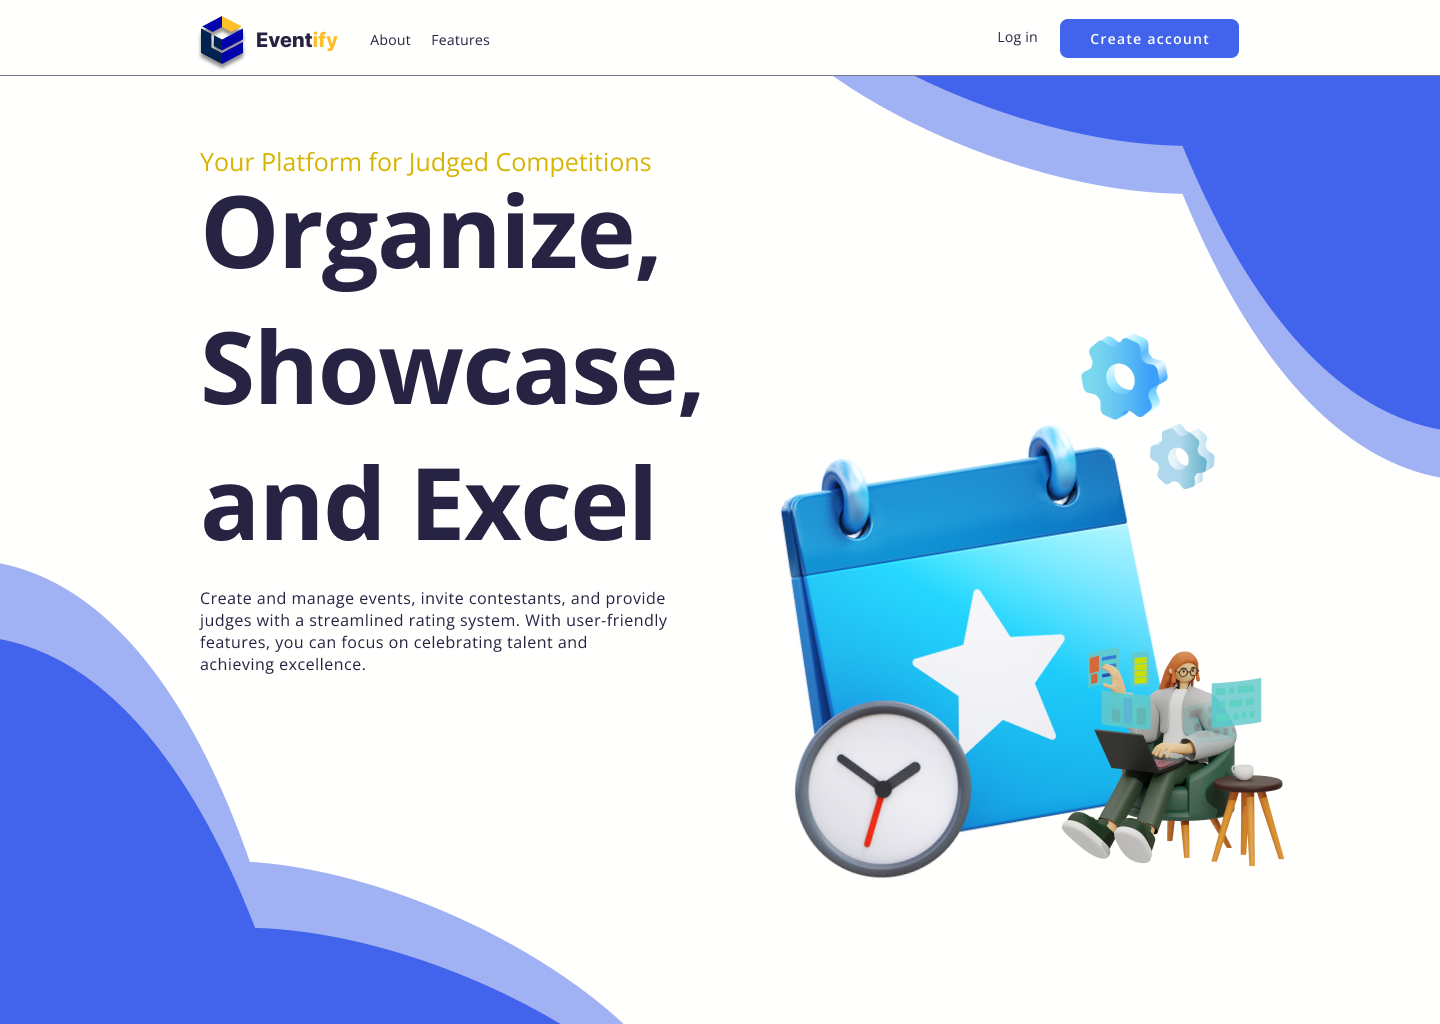 Eventify
About
Features
Log in
Create account
Your Platform for Judged Competitions
Organize,
Showcase,
and Excel
Create and manage events, invite contestants, and provide
judges with a streamlined rating system. With user-friendly
features, you can focus on celebrating talent and
achieving excellence.